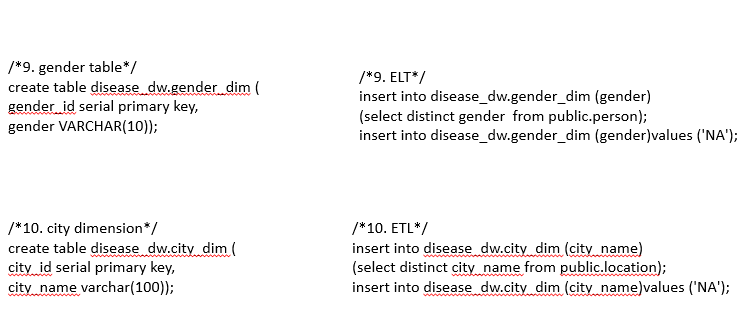 /*9. gender table*/
create table disease_dw.gender_dim (
gender_id serial primary key,
gender VARCHAR(10));
/*9. ELT*/
insert into disease_dw.gender_dim (gender)
(select distinct gender  from public.person);
insert into disease_dw.gender_dim (gender)values ('NA');
/*10. city dimension*/
create table disease_dw.city_dim (
city_id serial primary key,
city_name varchar(100));
/*10. ETL*/
insert into disease_dw.city_dim (city_name)
(select distinct city_name from public.location);
insert into disease_dw.city_dim (city_name)values ('NA');